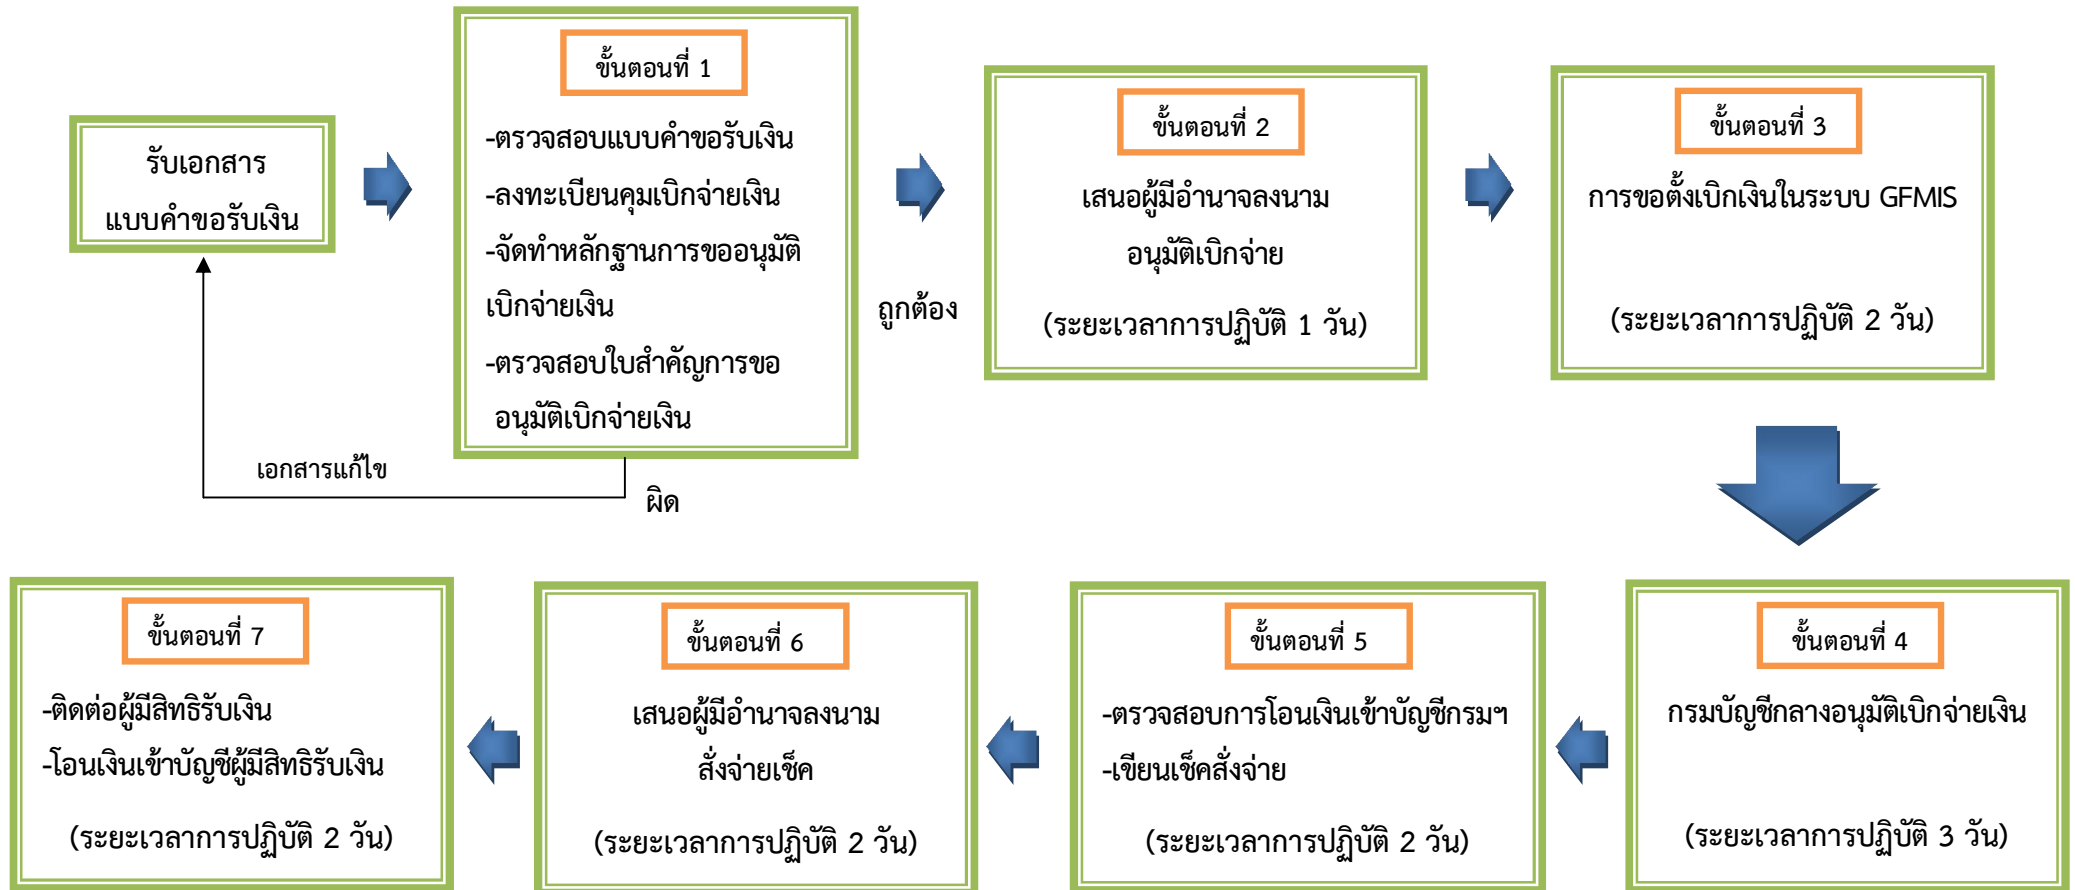 รับเอกสาร
แบบคำขอรับเงิน
ขั้นตอนที่ 1
-ตรวจสอบแบบคำขอรับเงิน
-ลงทะเบียนคุมเบิกจ่ายเงิน
-จัดทำหลักฐานการขออนุมัติ
เบิกจ่ายเงิน
-ตรวจสอบใบสำคัญการขอ
อนุมัติเบิกจ่ายเงิน
ถูกต้อง
ผิด
เอกสารแก้ไข
ขั้นตอนที่ 2
เสนอผู้มีอำนาจลงนาม
อนุมัติเบิกจ่าย
(ระยะเวลาการปฏิบัติ 1 วัน)
ขั้นตอนที่ 3
การขอตั้งเบิกเงินในระบบ GFMIS
(ระยะเวลาการปฏิบัติ 2 วัน)
ขั้นตอนที่ 4
กรมบัญชีกลางอนุมัติเบิกจ่ายเงิน
(ระยะเวลาการปฏิบัติ 3 วัน)
ขั้นตอนที่ 5
-ตรวจสอบการโอนเงินเข้าบัญชีกรมฯ
-เขียนเช็คสั่งจ่าย
(ระยะเวลาการปฏิบัติ 2 วัน)
ขั้นตอนที่ 6
เสนอผู้มีอำนาจลงนาม
สั่งจ่ายเช็ค
(ระยะเวลาการปฏิบัติ 2 วัน)
ขั้นตอนที่ 7
-ติดต่อผู้มีสิทธิรับเงิน
-โอนเงินเข้าบัญชีผู้มีสิทธิรับเงิน
(ระยะเวลาการปฏิบัติ 2 วัน)